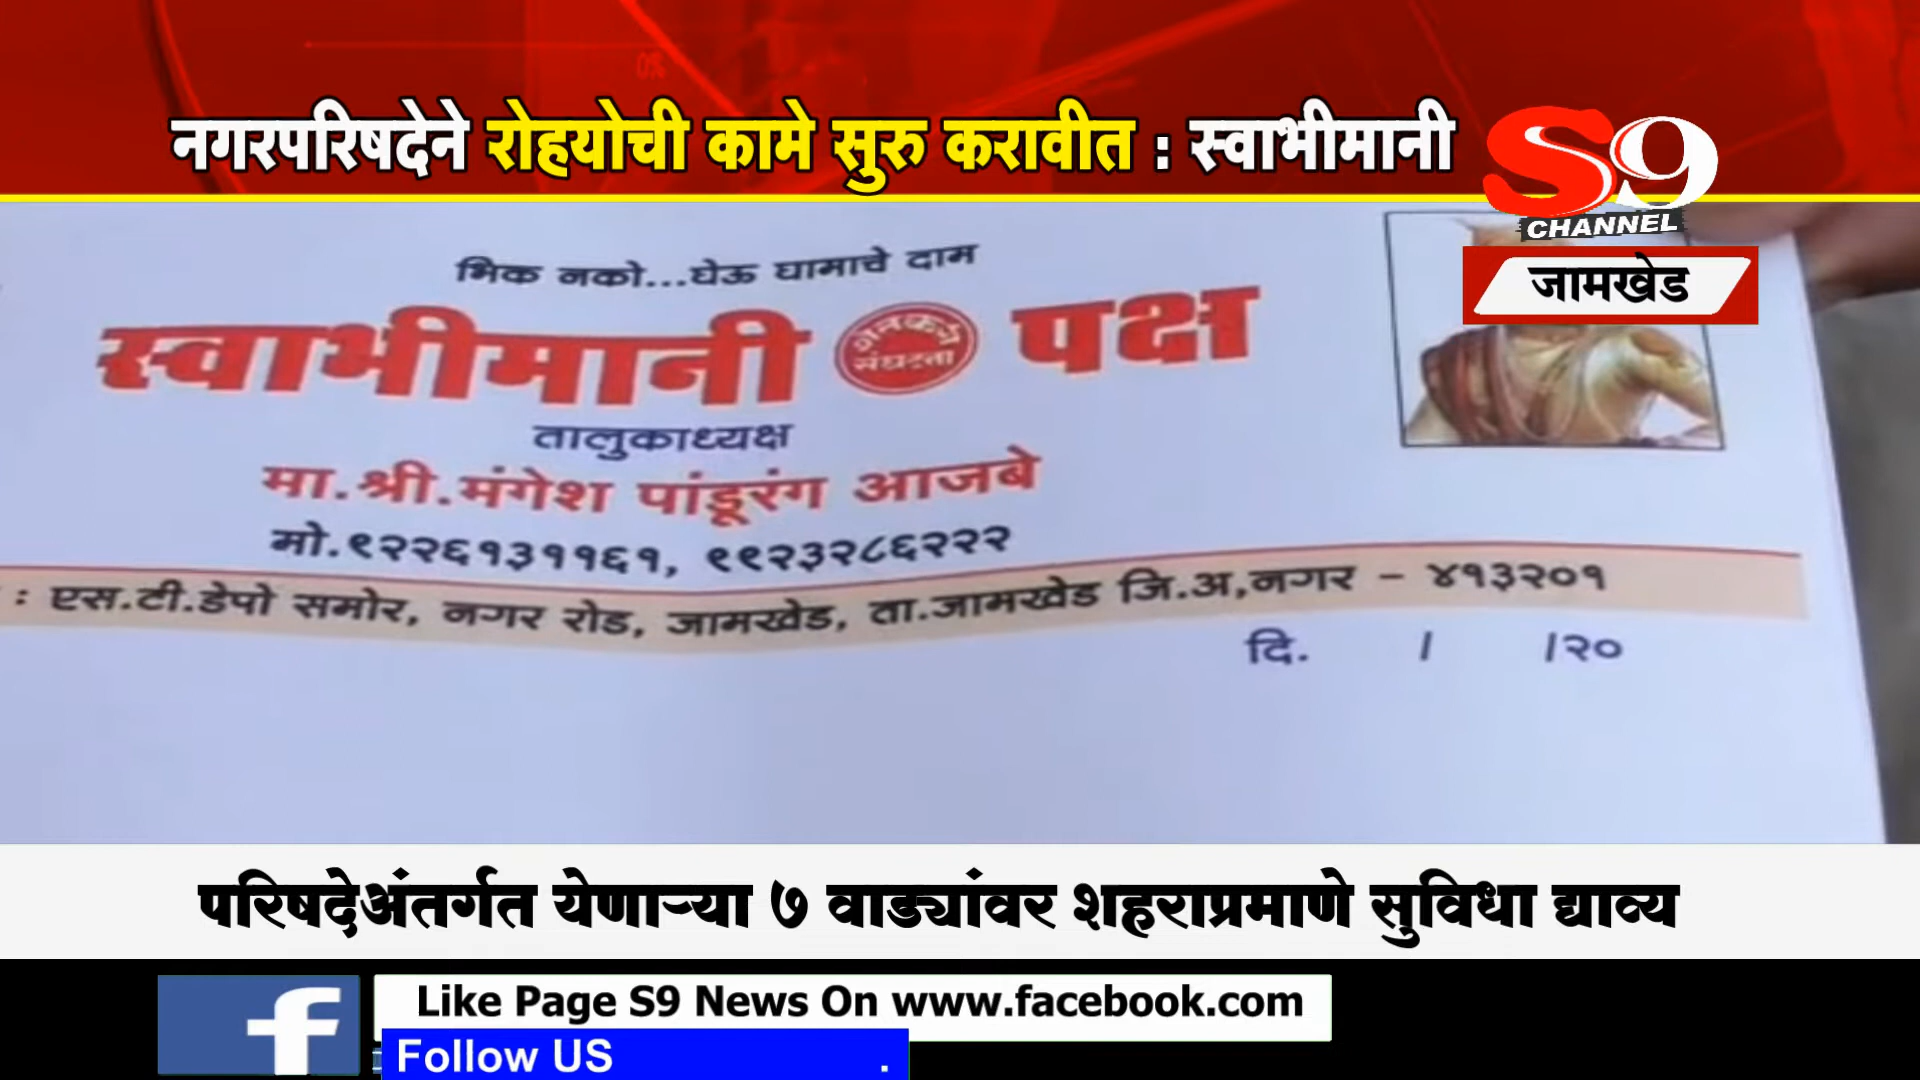 नगरपरिषदेने रोहयोची कामे सुरु करावीत : स्वाभीमानी
S9
CHANNEL
जामखेड
भिक नको...घेऊ घामाचे दाम
स्वाभीमानी शेतकरी संघटना पक्ष
तालुकाध्यक्ष
मा.श्री.मंगेश पांडूरंग आजबे
मो.९२२६१३११६१, ९९२३२८६२२२
: एस.टी.डेपो समोर, नगर रोड, जामखेड, ता.जामखेड जि.अ,नगर - ४१३२०१
दि. / /२०
परिषदेअंतर्गत येणाऱ्या ७ वाड्यांवर शहराप्रमाणे सुविधा द्याव्य
f
Like Page S9 News On www.facebook.com
Follow US .